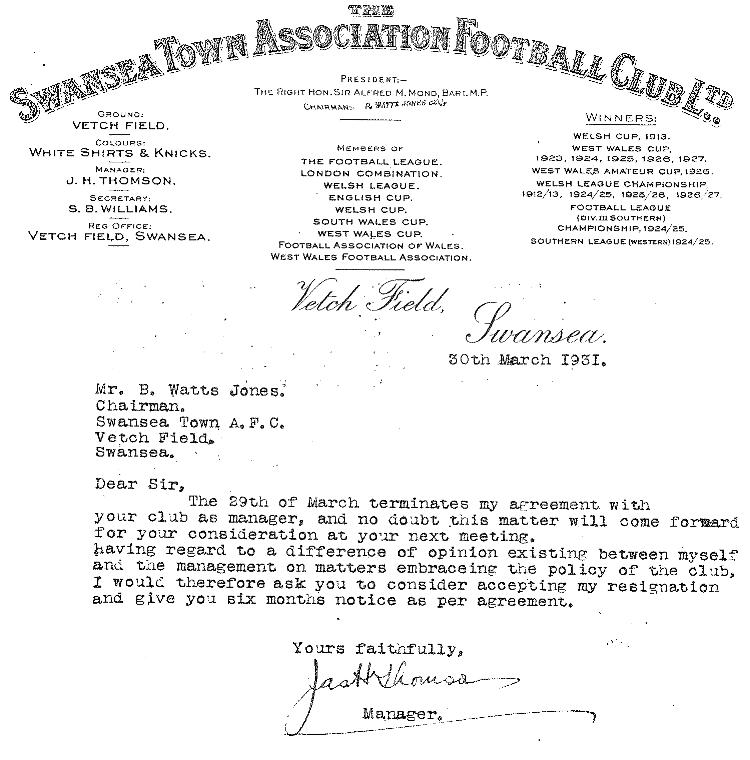 THE
SWANSEA TOWN ASSOCIATION FOOTBALL CLUB LTD
PRESIDENT:-
THE RIGHT HON. SIR ALFRED M. MOND, BART. M.P.
CHAIRMAN: B WATTS JONES
GROUND:
VETCH FIELD.
COLOURS:
WHITE SHIRTS & KNICKS.
MANAGER:
J. H. THOMSON.
SECRETARY:
S. B. WILLIAMS.
REG OFFICE:
VETCH FIELD, SWANSEA.
MEMBERS OF
THE FOOTBALL LEAGUE.
LONDON COMBINATION.
WELSH LEAGUE.
ENGLISH CUP.
WELSH CUP.
SOUTH WALES CUP.
WEST WALES CUP.
FOOTBALL ASSOCIATION OF WALES.
WEST WALES FOOTBALL ASSOCIATION.
WINNERS:
WELSH CUP, 1913.
WEST WALES CUP,
1923, 1924, 1925, 1926, 1927.
WEST WALES AMATEUR CUP, 1926.
WELSH LEAGUE CHAMPIONSHIP
1912/13, 1924/25, 1925/26, 1926/27.
FOOTBALL LEAGUE
(DIV. III SOUTHERN)
CHAMPIONSHIP, 1924/25.
SOUTHERN LEAGUE (WESTERN) 1924/25.
Vetch Field,
Swansea.
30th March 1931.
Mr. B. Watts Jones.
Chairman.
Swansea Town A.F.C.
Vetch Field.
Swansea.
Dear Sir,
The 29th of March terminates my agreement with
your club as manager, and no doubt this matter will come forward
for your consideration at your next meeting.
having regard to a difference of opinion existing between myself
and the management on matters embraceing the policy of the club,
I would therefore ask you to consider accepting my resignation
and give you six months notice as per agreement.
Yours faithfully,
Jas H Thomson
Manager.